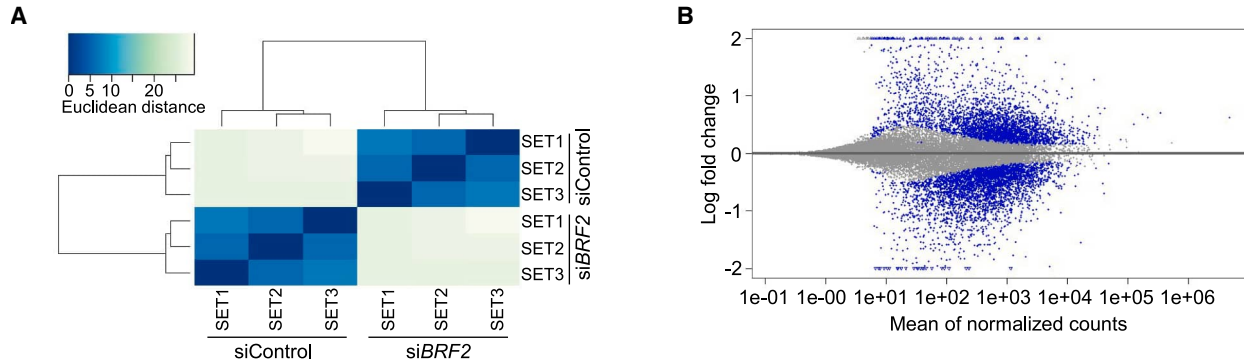 A
0 5 10 20
Euclidean distance
SET1
SET2
SET3
siControl
SET1
SET2
SET3
siBRF2
SET1 SET2 SET3 SET1 SET2 SET3
siControl siBRF2
B
Log fold change
2
1
0
-1
-2
1e-01 1e-00 1e+01 1e+02 1e+03 1e+04 1e+05 1e+06
Mean of normalized counts